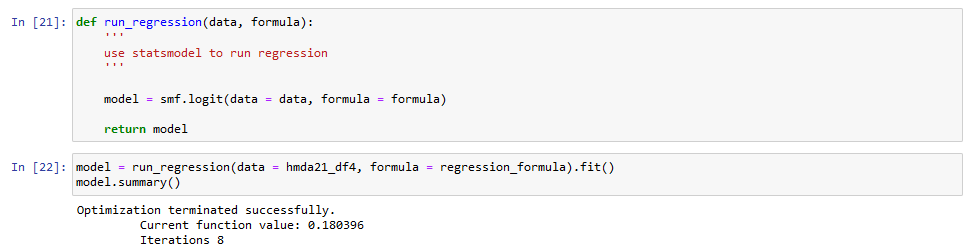 In [21]: def run_regression(data, formula):
'''
use statsmodel to run regression
'''
model = smf.logit(data = data, formula = formula)
return model
In [22]: model = run_regression(data = hmda21_df4, formula = regression_formula).fit()
model.summary()
Optimization terminated successfully.
Current function value: 0.180396
Iterations 8